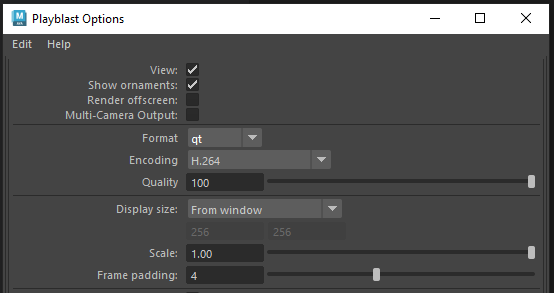 Playblast Options
Edit Help
View:
Show ornaments:
Render offscreen:
Multi-Camera Output:
Format qt
Encoding H.264
Quality 100
Display size: From window
256 256
Scale: 1.00
Frame padding: 4